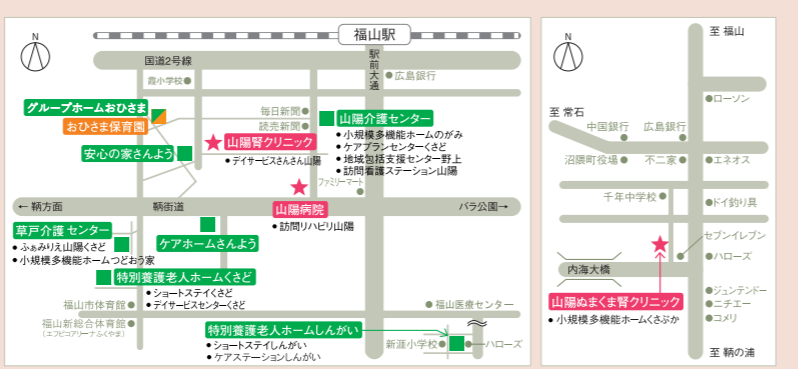 N
福山駅
国道2号線
霞小学校
駅前大通
広島銀行
グループホームおひさま
おひさま保育園
毎日新聞
読売新聞
山陽腎クリニック
● デイサービスさんさん山陽
安心の家さんよう
山陽介護センター
● 小規模多機能ホームのがみ
● ケアプランセンターくさど
● 地域包括支援センター野上
● 訪問看護ステーション山陽
ファミリーマート
← 鞆方面
鞆街道
バラ公園→
山陽病院
● 訪問リハビリ山陽
草戸介護センター
● ふぁみりえ山陽くさど
● 小規模多機能ホームつどおう家
ケアホームさんよう
特別養護老人ホームくさど
● ショートステイくさど
● デイサービスセンターくさど
福山市体育館
福山新総合体育館
(エフピコアリーナふくやま)
福山医療センター
特別養護老人ホームしんがい
● ショートステイしんがい
● ケアステーションしんがい
新涯小学校
ハローズ
N
至 福山
ローソン
至 常石
中国銀行
広島銀行
沼隈町役場
不二家
エネオス
千年中学校
ドイ釣り具
セブンイレブン
内海大橋
ハローズ
山陽ぬまくま腎クリニック
● 小規模多機能ホームくさぶか
ジュンテンドー
ニチエー
コメリ
至 鞆の浦